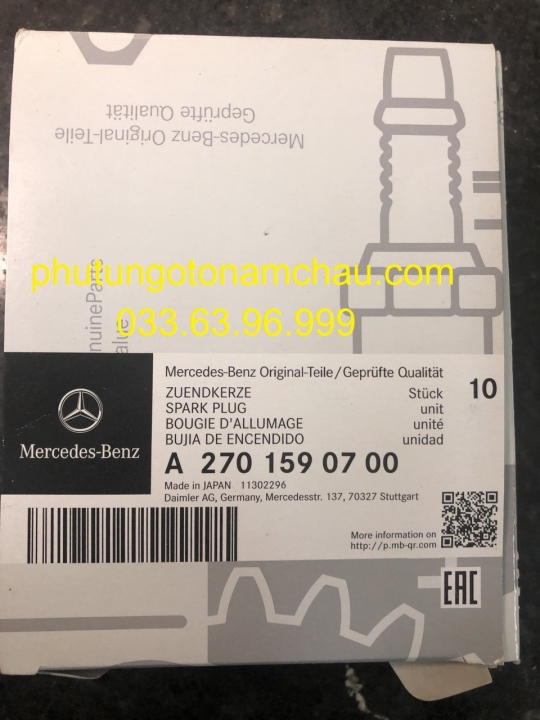 Mercedes-Benz Original-Teile
Geprüfte Qualität
phutungotonamchau.com
033.63.96.999
nuineParts
alue
Mercedes-Benz Original-Teile/Geprüfte Qualität
ZUENDKERZE Stück 10
SPARK PLUG unit
BOUGIE D'ALLUMAGE unité
BUJIA DE ENCENDIDO unidad
Mercedes-Benz
A 270 159 07 00
Made in JAPAN 11302296
Daimler AG, Germany, Mercedesstr. 137, 70327 Stuttgart
More information on
http://p.mb-qr.com
EAC